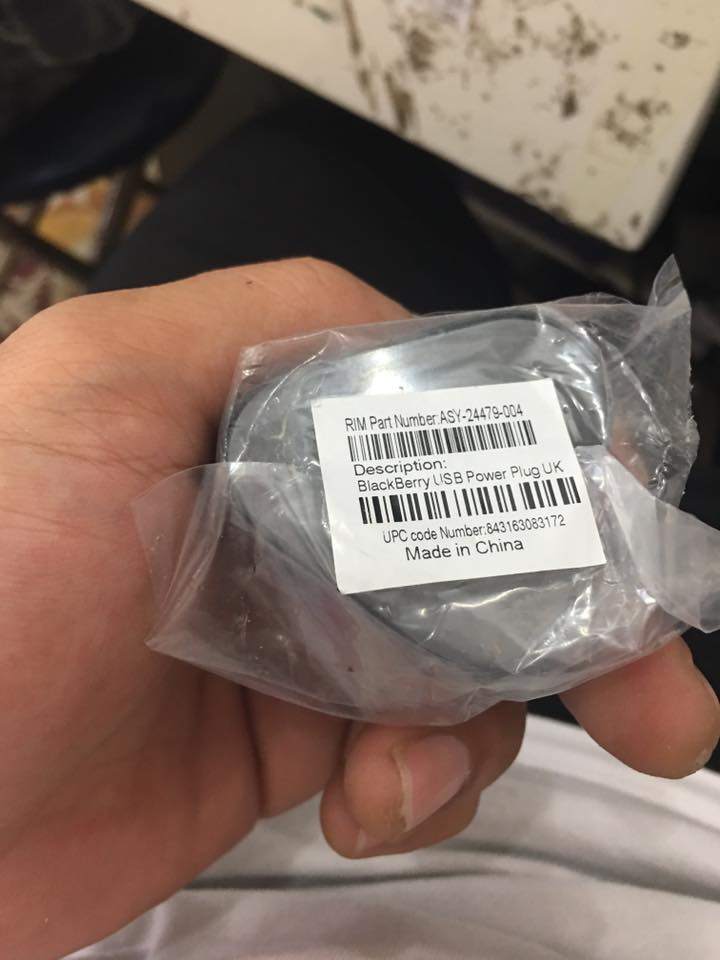 RIM Part Number:ASY-24479-004
Description:
BlackBerry USB Power Plug UK
UPC code Number:843163083172
Made in China